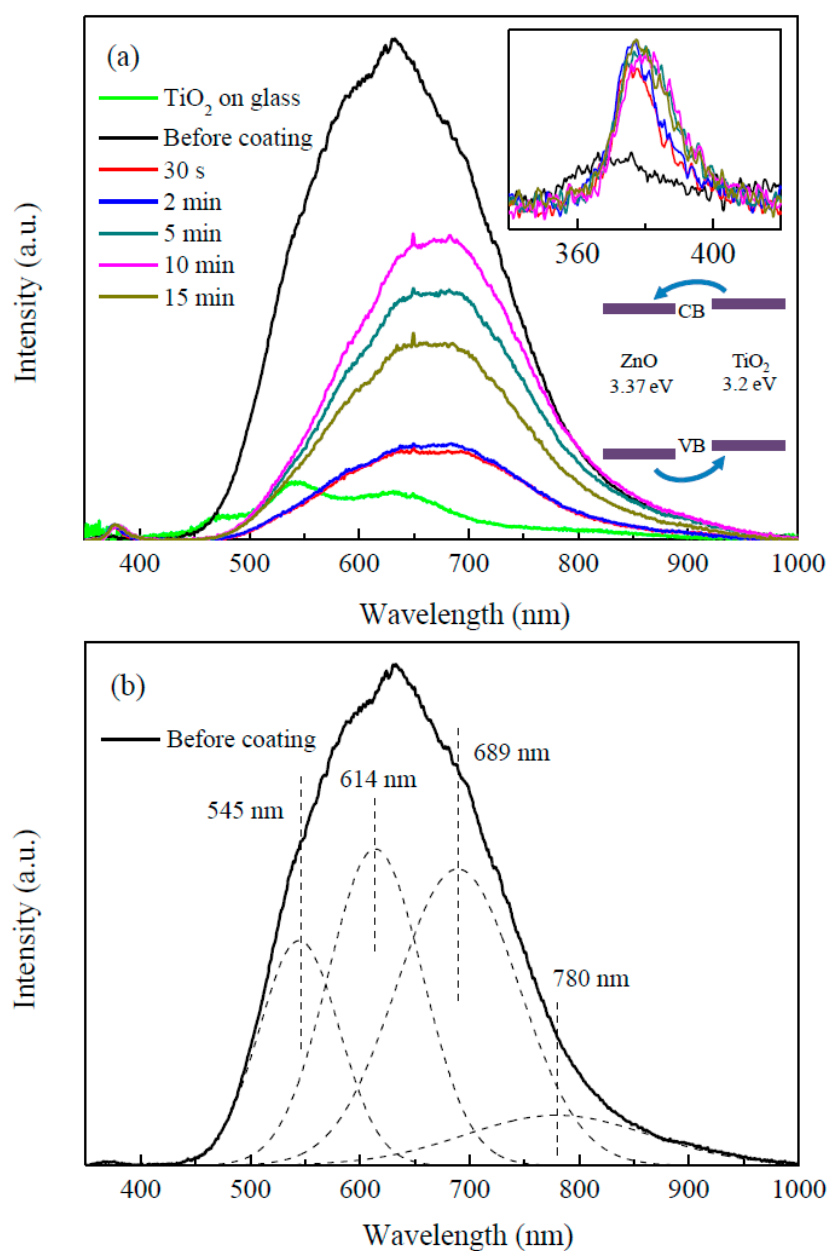 (a)
TiO2 on glass
Before coating
30 s
2 min
5 min
10 min
15 min
360 400
CB
ZnO
3.37 eV
TiO2
3.2 eV
VB
Intensity (a.u.)
400 500 600 700 800 900 1000
Wavelength (nm)
(b)
Before coating
545 nm
614 nm
689 nm
780 nm
Intensity (a.u.)
400 500 600 700 800 900 1000
Wavelength (nm)